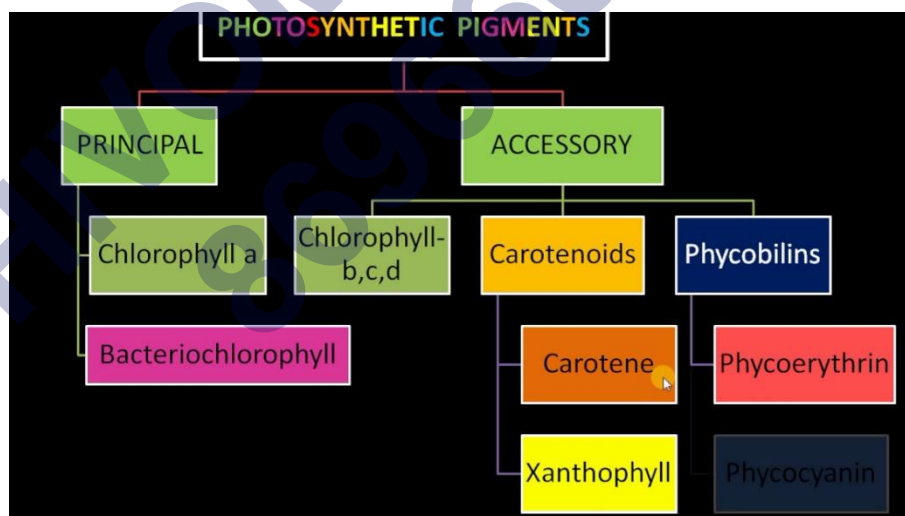 PHOTOSYNTHETIC PIGMENTS
PRINCIPAL
ACCESSORY
Chlorophyll a
Chlorophyll-
b,c,d
Carotenoids
Phycobilins
Bacteriochlorophyll
Carotene
Phycoerythrin
Xanthophyll
Phycocyanin